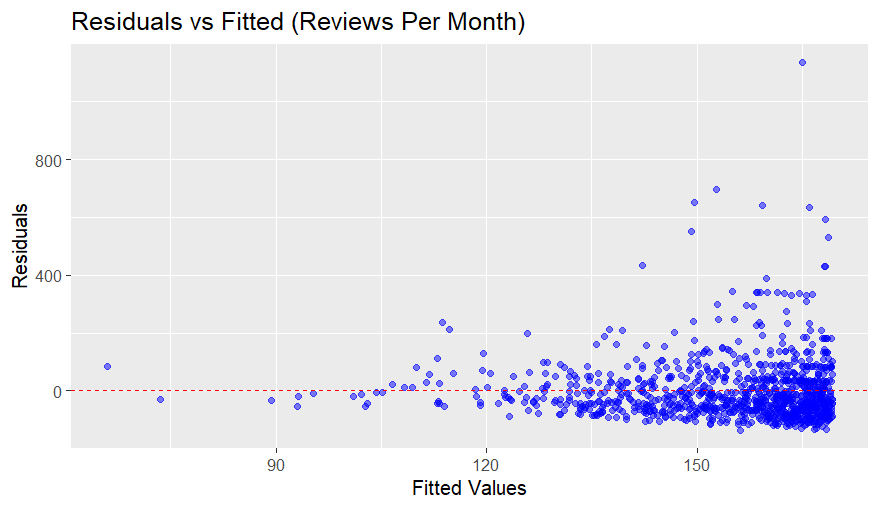 Residuals vs Fitted (Reviews Per Month)
800
400
0
Residuals
90 120 150
Fitted Values